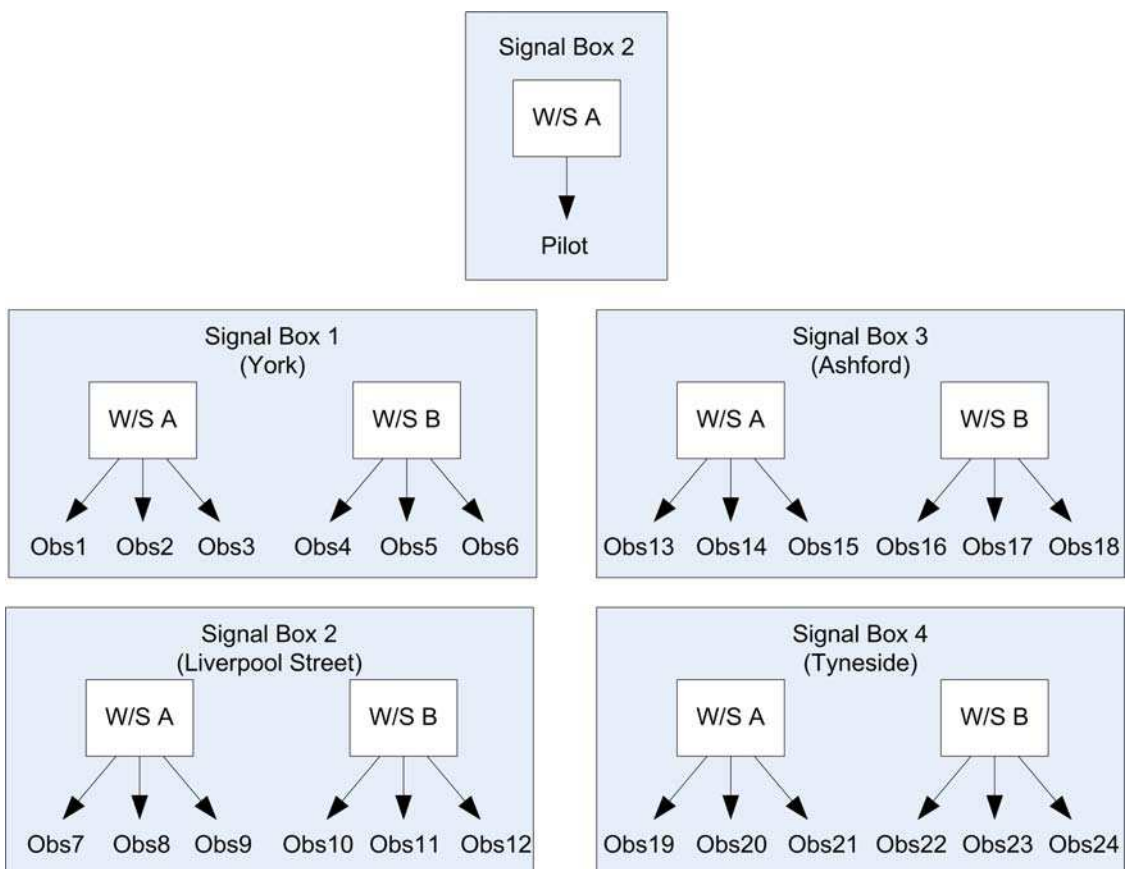 Signal Box 2
W/S A
Pilot
Signal Box 1
(York)
W/S A
W/S B
Obs1 Obs2 Obs3 Obs4 Obs5 Obs6
Signal Box 3
(Ashford)
W/S A
W/S B
Obs13 Obs14 Obs15 Obs16 Obs17 Obs18
Signal Box 2
(Liverpool Street)
W/S A
W/S B
Obs7 Obs8 Obs9 Obs10 Obs11 Obs12
Signal Box 4
(Tyneside)
W/S A
W/S B
Obs19 Obs20 Obs21 Obs22 Obs23 Obs24